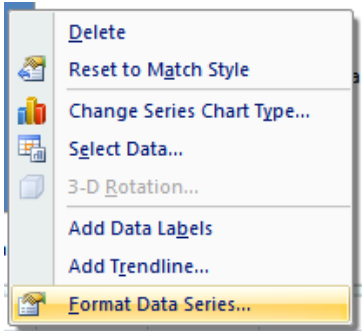 Delete
Reset to Match Style
Change Series Chart Type...
Select Data...
3-D Rotation...
Add Data Labels
Add Trendline...
Format Data Series...